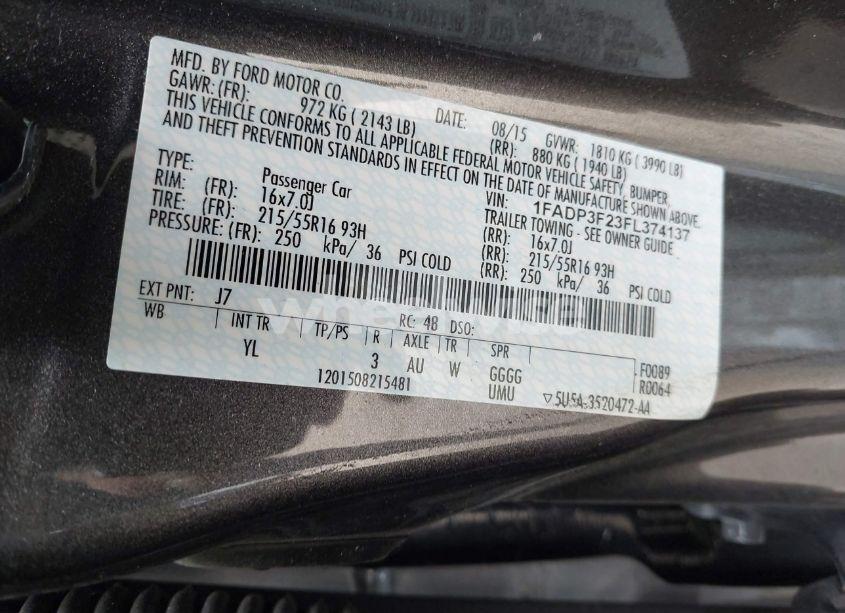 MFD. BY FORD MOTOR CO.
DATE: 08/15 GVWR: 1810 KG ( 3990 LB)
GAWR: (FR): 972 KG ( 2143 LB) (RR): 880 KG ( 1940 LB)
THIS VEHICLE CONFORMS TO ALL APPLICABLE FEDERAL MOTOR VEHICLE SAFETY, BUMPER,
AND THEFT PREVENTION STANDARDS IN EFFECT ON THE DATE OF MANUFACTURE SHOWN ABOVE.
VIN: 1FADP3F23FL374137
TYPE: Passenger Car TRAILER TOWING - SEE OWNER GUIDE
RIM: (FR): 16x7.0J (RR): 16x7.0J
TIRE: (FR): 215/55R16 93H (RR): 215/55R16 93H
PRESSURE: (FR): 250 kPa/ 36 PSI COLD (RR): 250 kPa/ 36 PSI COLD
EXT PNT: J7 RC: 48 DSO:
WB INT TR TP/PS R AXLE TR SPR
YL 3 AU W GGGG
UMU
F0089
R0064
1201508215481
▽5U5A-3520472-AA